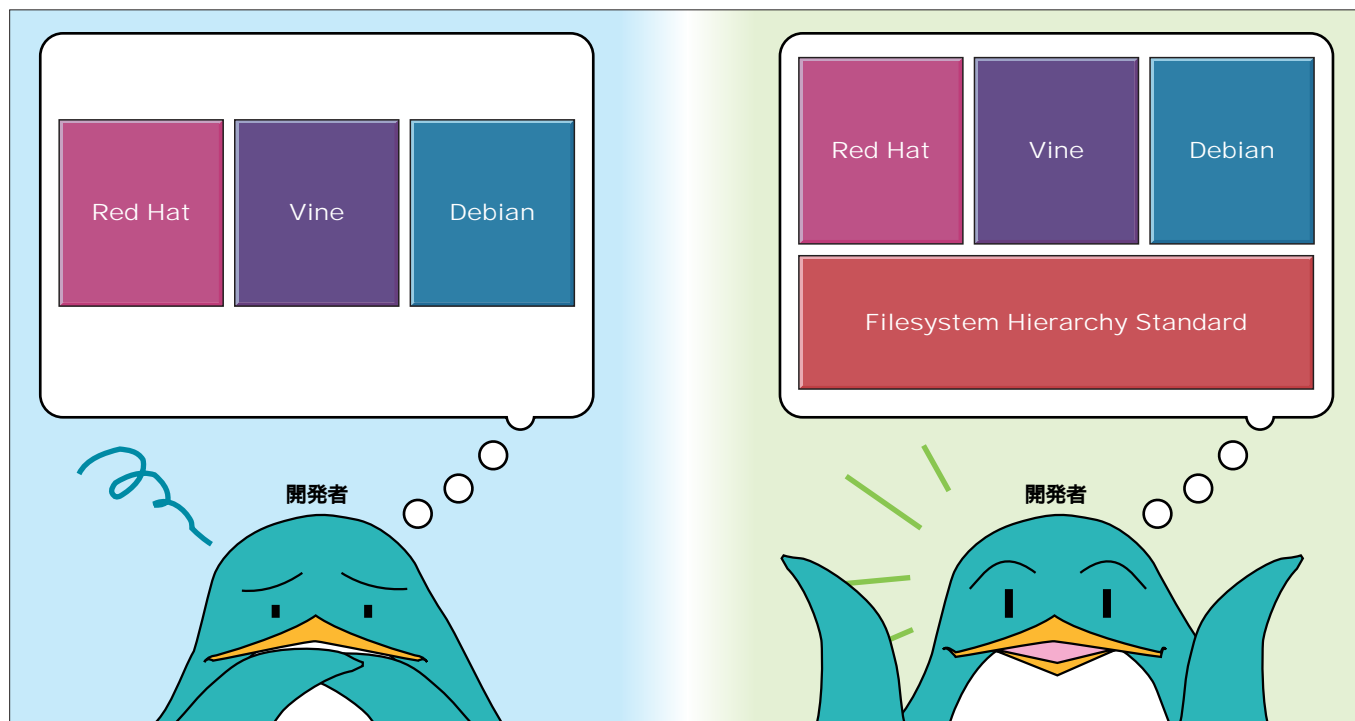 Red Hat
Vine
Debian
開発者
Red Hat
Vine
Debian
Filesystem Hierarchy Standard
開発者